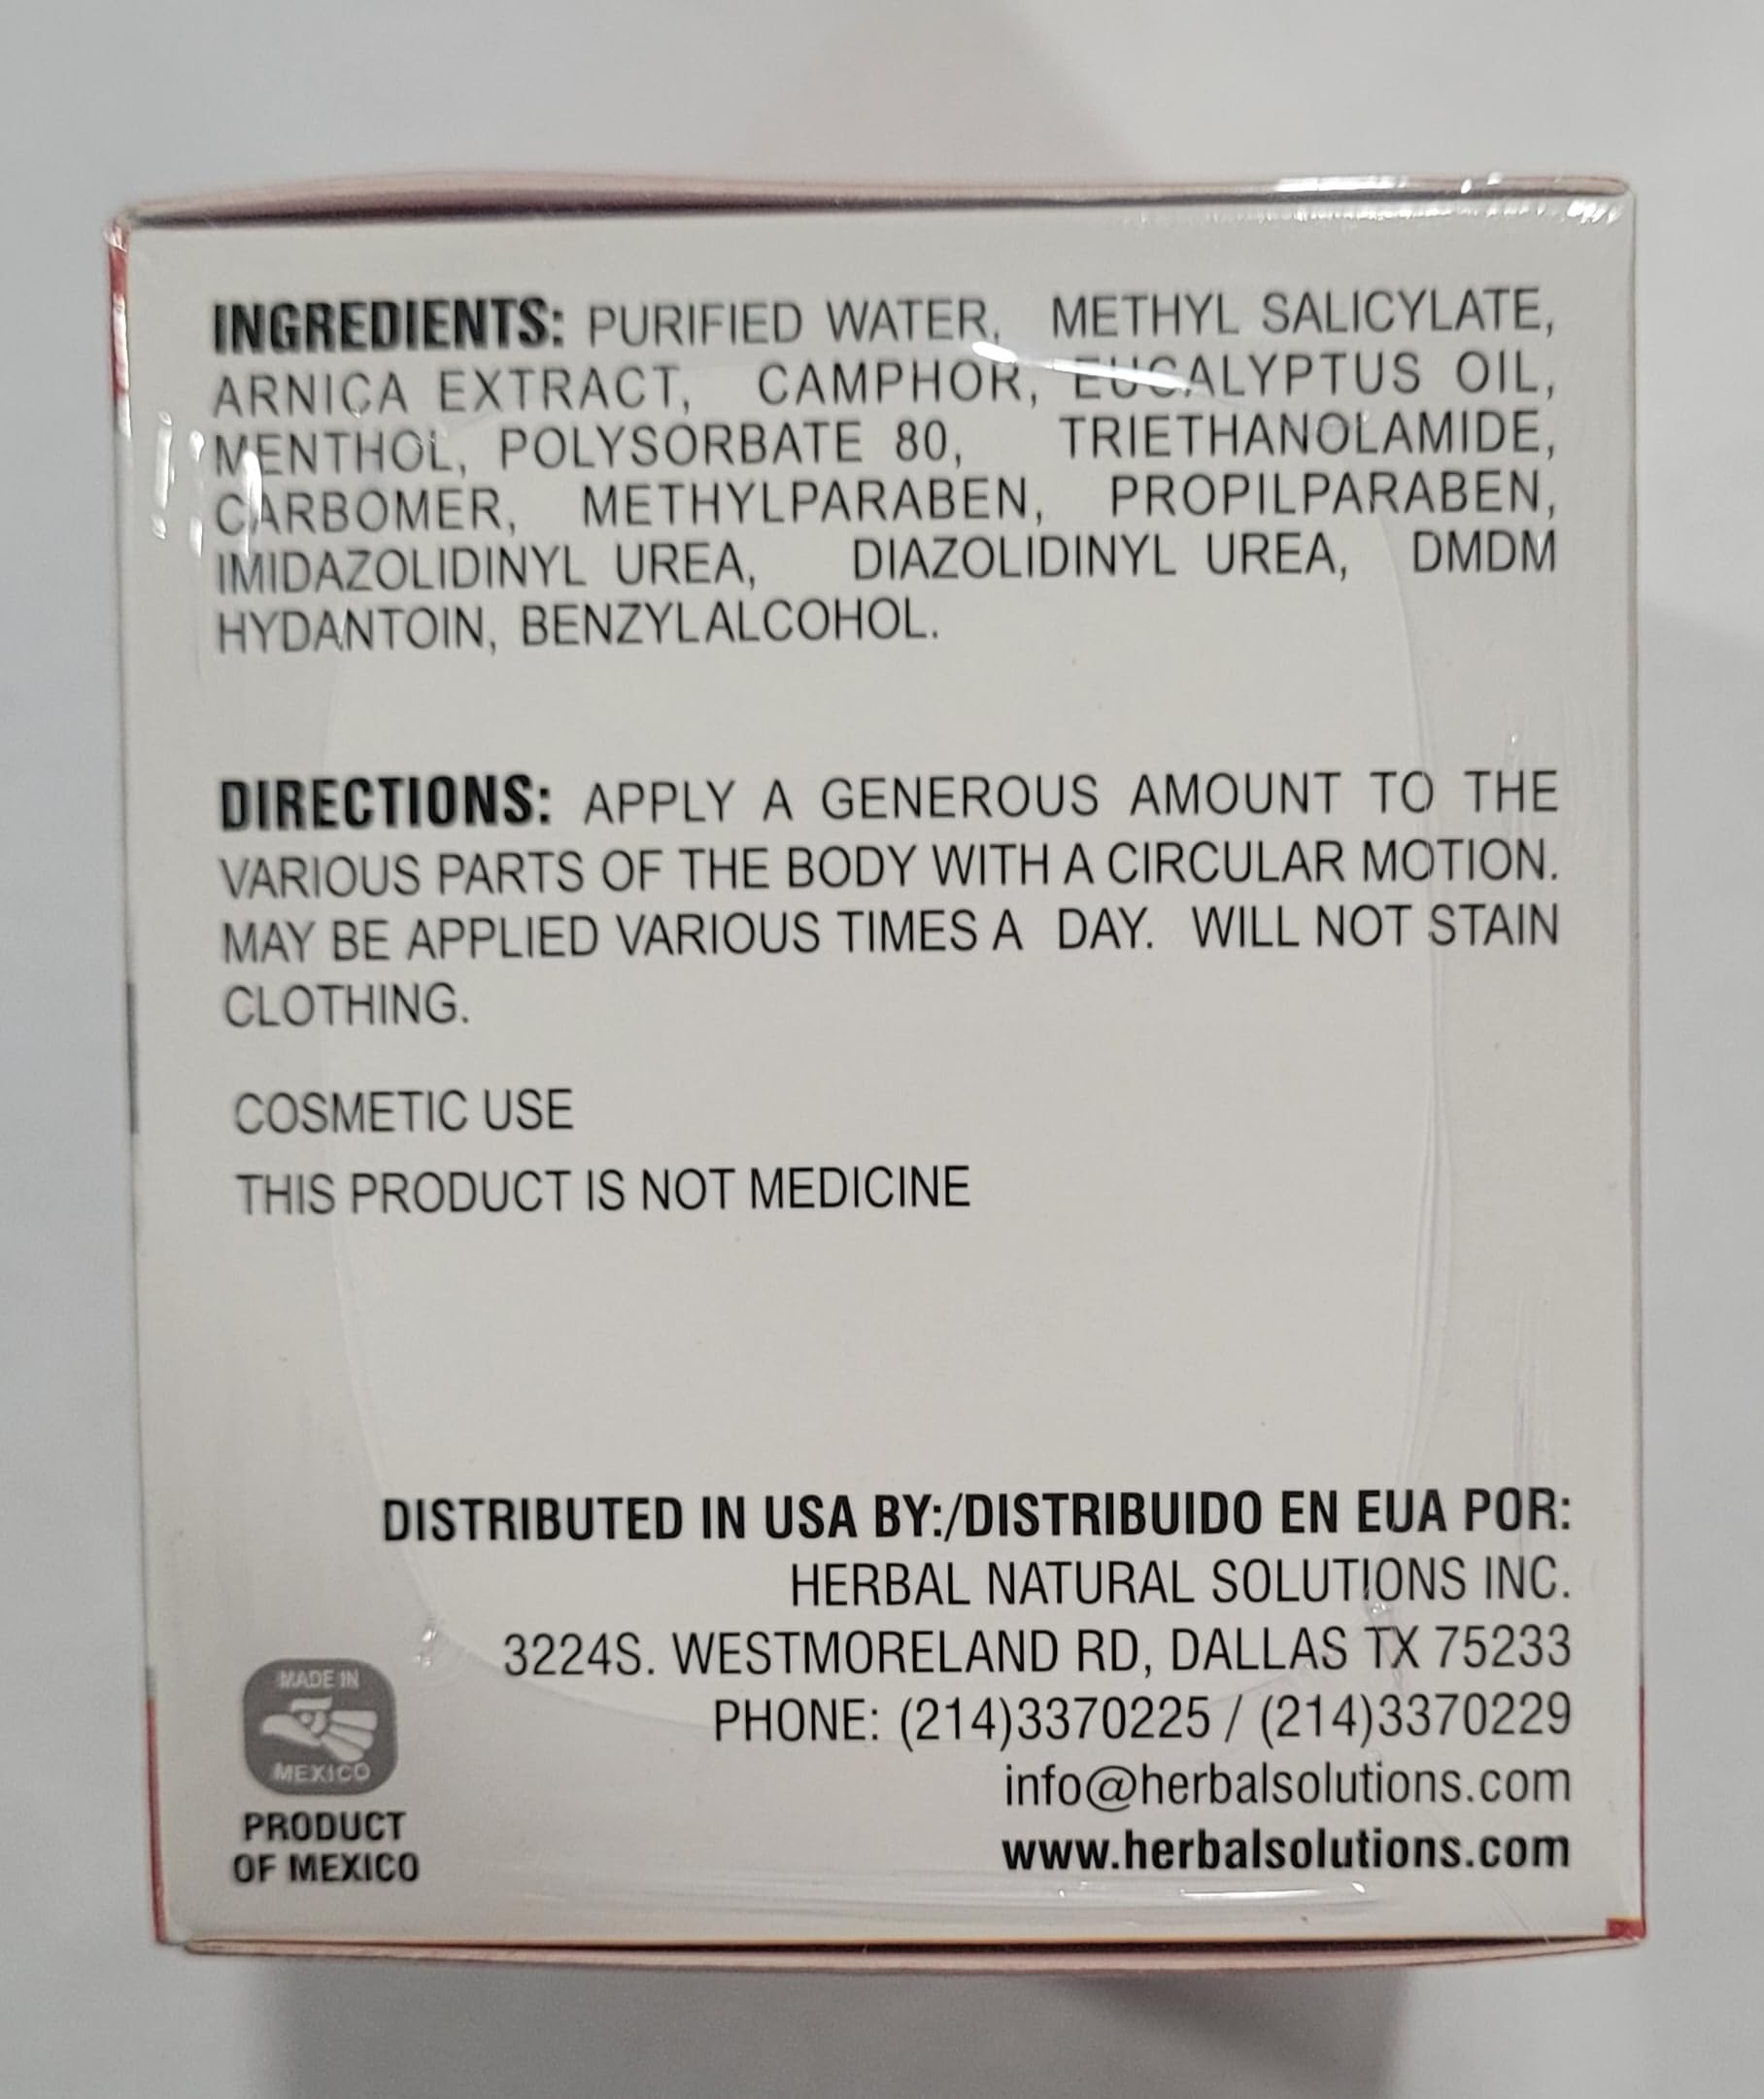 INGREDIENTS: PURIFIED WATER, METHYL SALICYLATE,
ARNICA EXTRACT, CAMPHOR, EUCALYPTUS OIL,
MENTHOL, POLYSORBATE 80, TRIETHANOLAMIDE,
CARBOMER, METHYLPARABEN, PROPILPARABEN,
IMIDAZOLIDINYL UREA, DIAZOLIDINYL UREA, DMDM
HYDANTOIN, BENZYLALCOHOL.
DIRECTIONS: APPLY A GENEROUS AMOUNT TO THE
VARIOUS PARTS OF THE BODY WITH A CIRCULAR MOTION.
MAY BE APPLIED VARIOUS TIMES A DAY. WILL NOT STAIN
CLOTHING.
COSMETIC USE
THIS PRODUCT IS NOT MEDICINE
DISTRIBUTED IN USA BY:/DISTRIBUIDO EN EUA POR:
HERBAL NATURAL SOLUTIONS INC.
3224S. WESTMORELAND RD, DALLAS TX 75233
PHONE: (214)3370225 / (214)3370229
info@herbalsolutions.com
www.herbalsolutions.com
MADE IN
MEXICO
PRODUCT
OF MEXICO